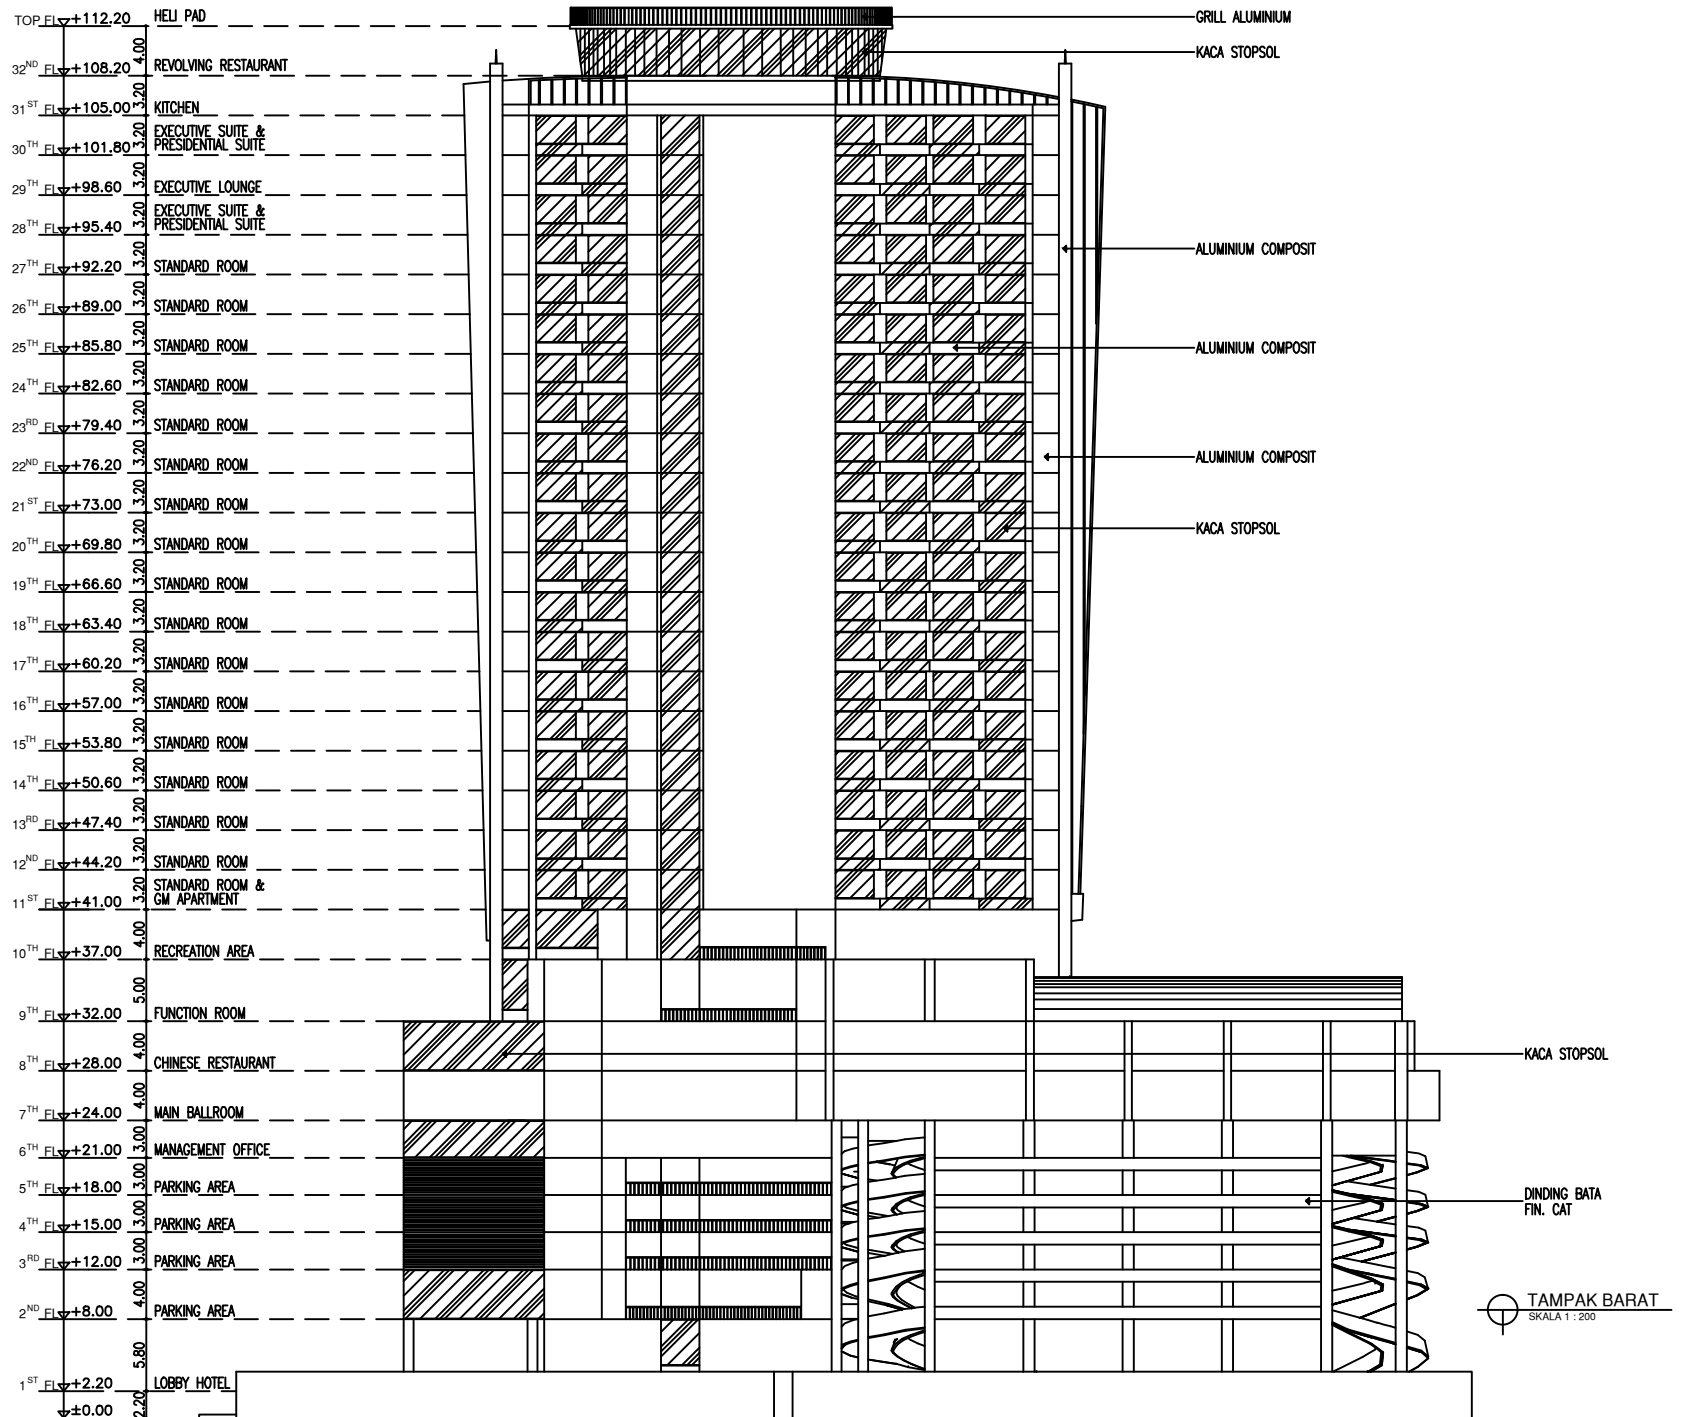 TOP FL +112.20 HELI PAD
GRILL ALUMINIUM
4.00
KACA STOPSOL
32ND FL +108.20 REVOLVING RESTAURANT
3.20
31ST FL +105.00 KITCHEN
3.20
EXECUTIVE SUITE &
30TH FL +101.80 PRESIDENTIAL SUITE
3.20
29TH FL +98.60 EXECUTIVE LOUNGE
3.20
EXECUTIVE SUITE &
28TH FL +95.40 PRESIDENTIAL SUITE
ALUMINIUM COMPOSIT
3.20
27TH FL +92.20 STANDARD ROOM
3.20
26TH FL +89.00 STANDARD ROOM
3.20
25TH FL +85.80 STANDARD ROOM
ALUMINIUM COMPOSIT
3.20
24TH FL +82.60 STANDARD ROOM
3.20
23RD FL +79.40 STANDARD ROOM
3.20
ALUMINIUM COMPOSIT
22ND FL +76.20 STANDARD ROOM
3.20
21ST FL +73.00 STANDARD ROOM
3.20
KACA STOPSOL
20TH FL +69.80 STANDARD ROOM
3.20
19TH FL +66.60 STANDARD ROOM
3.20
18TH FL +63.40 STANDARD ROOM
3.20
17TH FL +60.20 STANDARD ROOM
3.20
16TH FL +57.00 STANDARD ROOM
3.20
15TH FL +53.80 STANDARD ROOM
3.20
14TH FL +50.60 STANDARD ROOM
3.20
13RD FL +47.40 STANDARD ROOM
3.20
12ND FL +44.20 STANDARD ROOM
3.20
STANDARD ROOM &
GM APARTMENT
11ST FL +41.00
4.00
10TH FL +37.00 RECREATION AREA
5.00
9TH FL +32.00 FUNCTION ROOM
4.00
KACA STOPSOL
8TH FL +28.00 CHINESE RESTAURANT
4.00
7TH FL +24.00 MAIN BALLROOM
3.00
6TH FL +21.00 MANAGEMENT OFFICE
3.00
5TH FL +18.00 PARKING AREA
DINDING BATA
FIN. CAT
3.00
4TH FL +15.00 PARKING AREA
3.00
3RD FL +12.00 PARKING AREA
4.00
2ND FL +8.00 PARKING AREA
TAMPAK BARAT
SKALA 1 : 200
5.80
1ST FL +2.20 LOBBY HOTEL
2.20
±0.00